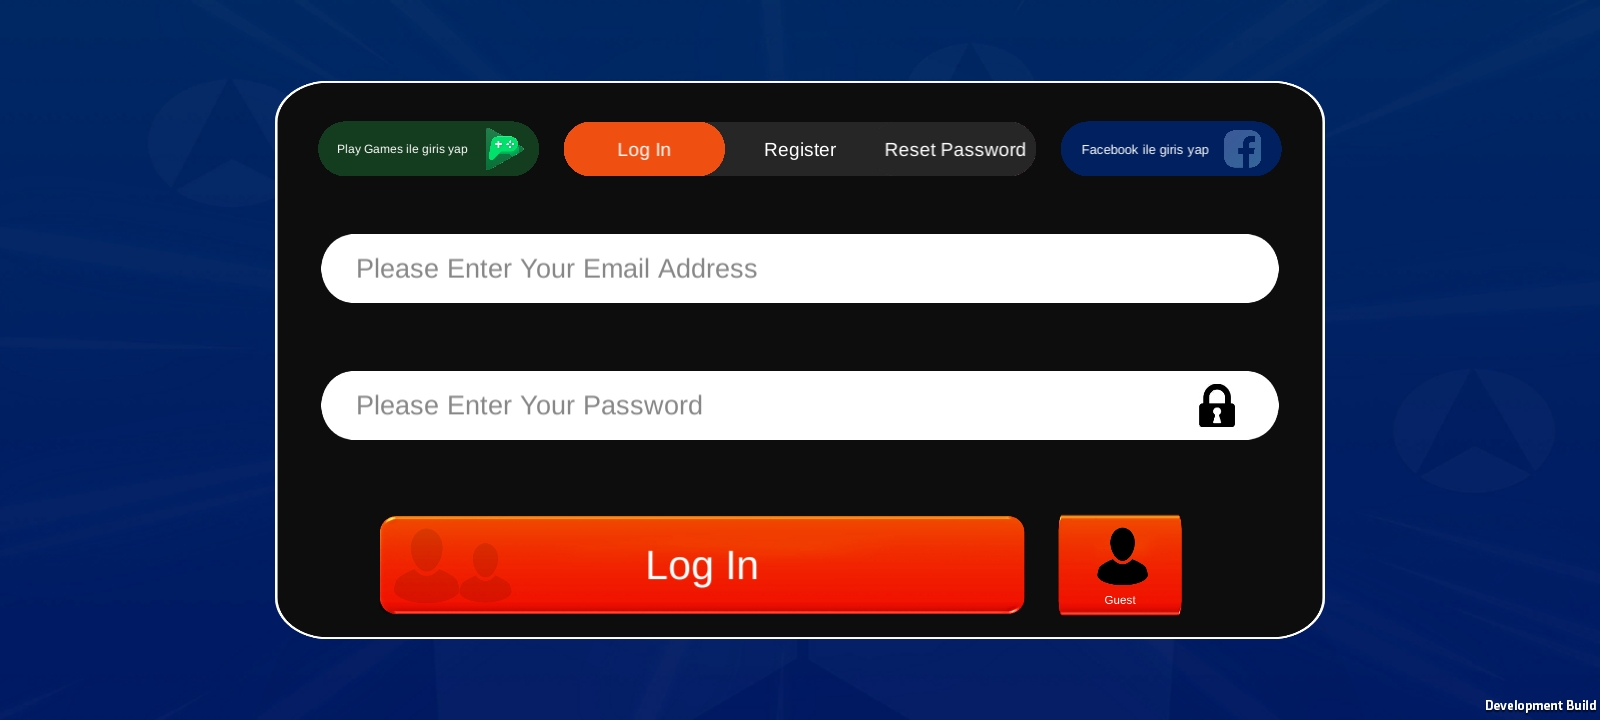 Play Games ile giris yap
Log In
Register
Reset Password
Facebook ile giris yap
Please Enter Your Email Address
Please Enter Your Password
Log In
Guest
Development Build